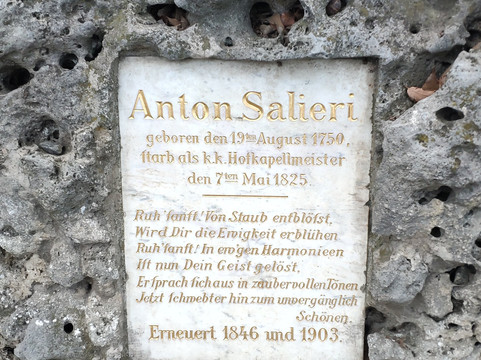 Anton Salieri
geboren den 19ten August 1750,
starb als k.k. Hofkapellmeister
den 7ten Mai 1825.
Ruh' sanft! Von Staub entblößt,
Wird Dir die Ewigkeit erblühen
Ruh' sanft! In ew'gen Harmonieen
Ist nun Dein Geist gelöst,
Er sprach sich aus in zaubervollen Tönen
Jetzt schwebt er hin zum unvergänglich
Schönen.
Erneuert 1846 und 1903.